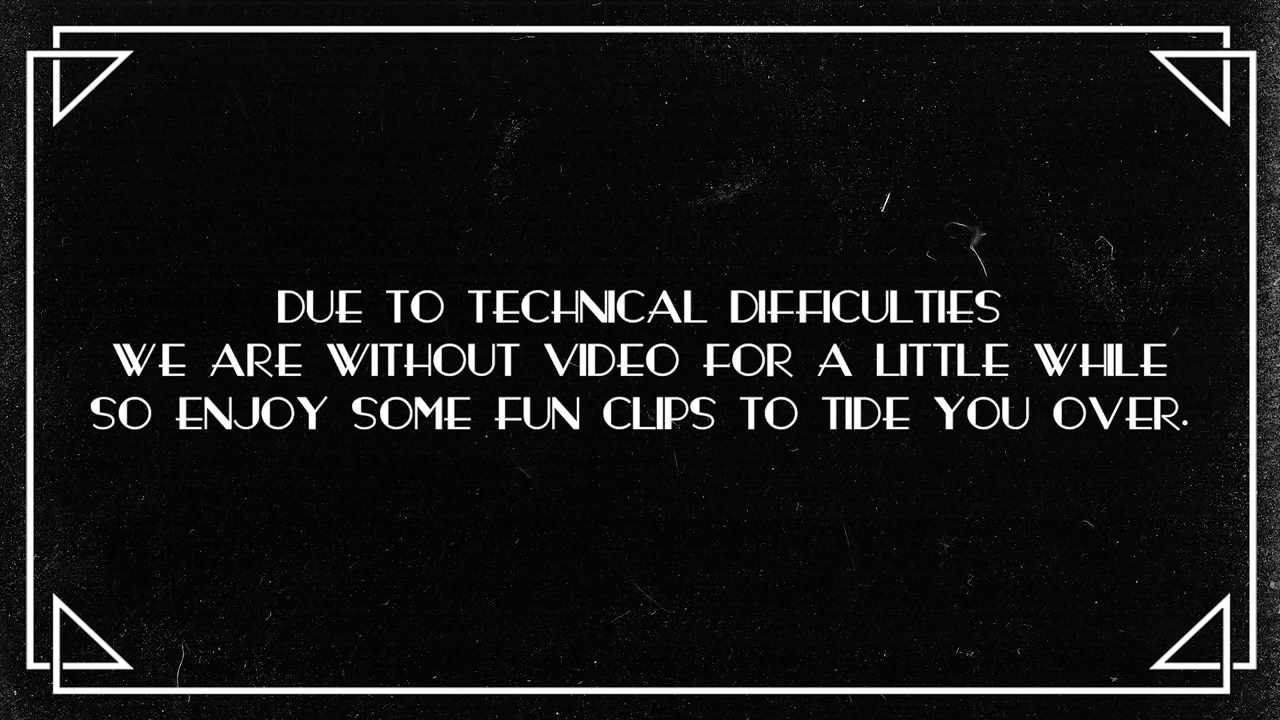 DUE TO TECHNICAL DIFFICULTIES
WE ARE WITHOUT VIDEO FOR A LITTLE WHILE
SO ENJOY SOME FUN CLIPS TO TIDE YOU OVER.